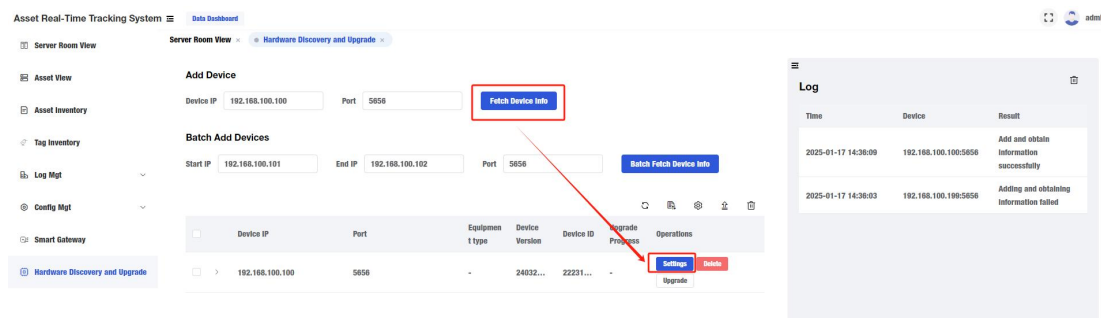 Asset Real-Time Tracking System
Data Dashboard
admi
Server Room View
Server Room View × Hardware Discovery and Upgrade ×
Asset View
Asset Inventory
Tag Inventory
Log Mgt
Config Mgt
Smart Gateway
Hardware Discovery and Upgrade
Add Device
Device IP 192.168.100.100 Port 5656 Fetch Device Info
Batch Add Devices
Start IP 192.168.100.101 End IP 192.168.100.102 Port 5656 Batch Fetch Device Info
Device IP Port Equipmen
t type Device
Version Device ID Upgrade
Progress Operations
192.168.100.100 5656 - 24032... 22231... - Settings Delete
Upgrade
Log
Time Device Result
2025-01-17 14:36:09 192.168.100.100:5656 Add and obtain
information
successfully
2025-01-17 14:36:03 192.168.100.199:5656 Adding and obtaining
information failed